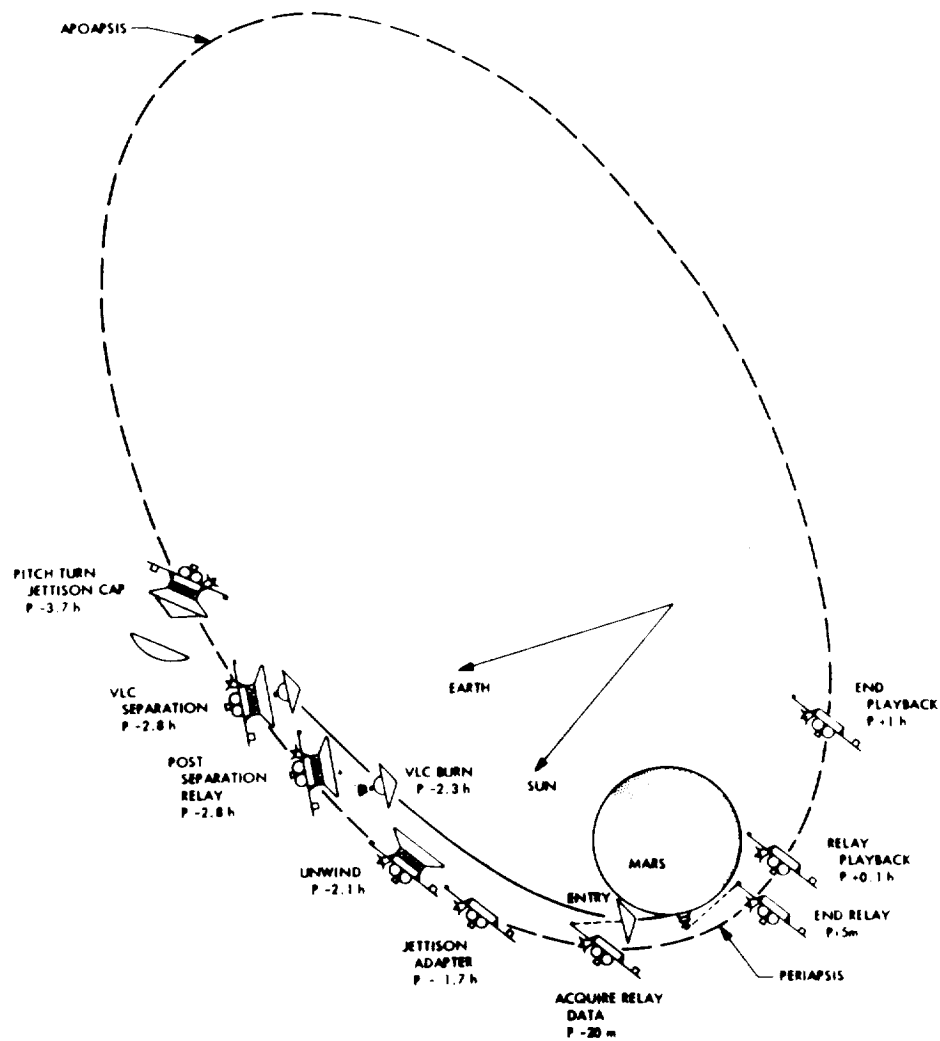 APOAPSIS
PITCH TURN
JETTISON CAP
P -3.7 h
VLC
SEPARATION
P -2.8 h
POST
SEPARATION
RELAY
P -2.8 h
UNWIND
P -2.1 h
JETTISON
ADAPTER
P - 1.7 h
VLC BURN
P -2.3 h
EARTH
SUN
MARS
ENTRY
ACQUIRE RELAY
DATA
P -20 m
END
PLAYBACK
P +1 h
RELAY
PLAYBACK
P +0.1 h
END RELAY
P+5m
PERIAPSIS